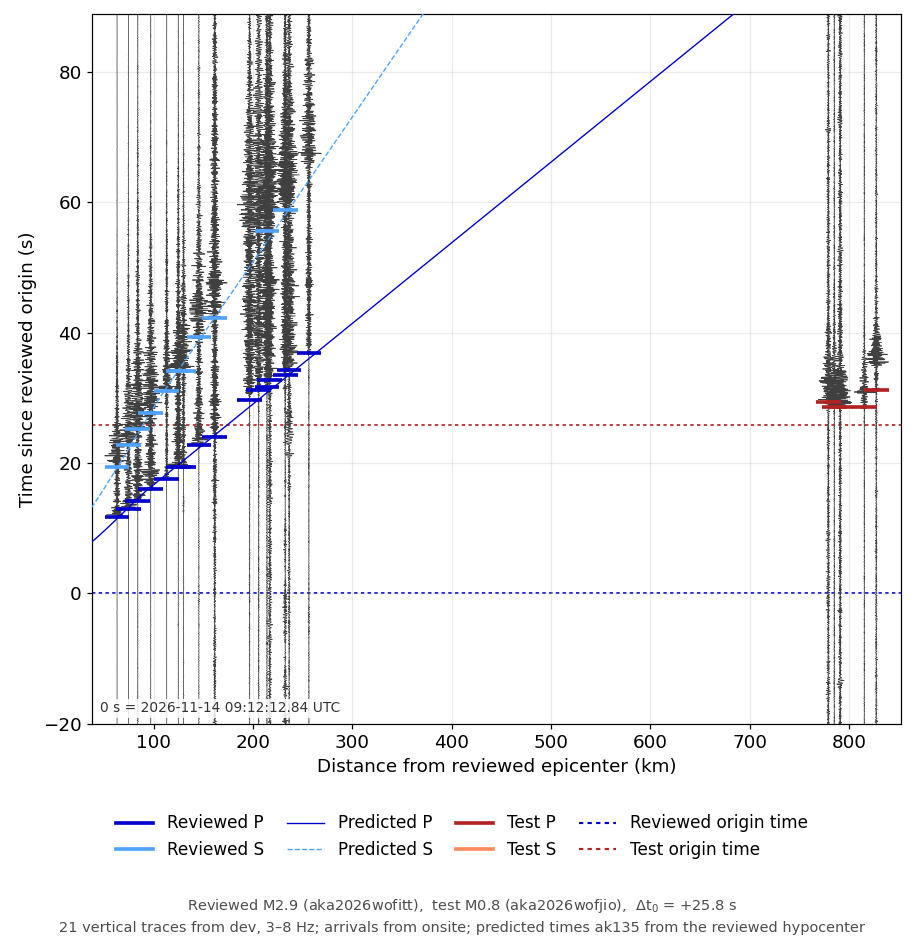 80
60
40
20
0
−20
Time since reviewed origin (s)
0 s = 2026-11-14 09:12:12.84 UTC
100 200 300 400 500 600 700 800
Distance from reviewed epicenter (km)
Reviewed P Predicted P Test P Reviewed origin time
Reviewed S Predicted S Test S Test origin time
Reviewed M2.9 (aka2026wofitt), test M0.8 (aka2026wofjio), Δt₀ = +25.8 s
21 vertical traces from dev, 3–8 Hz; arrivals from onsite; predicted times ak135 from the reviewed hypocenter